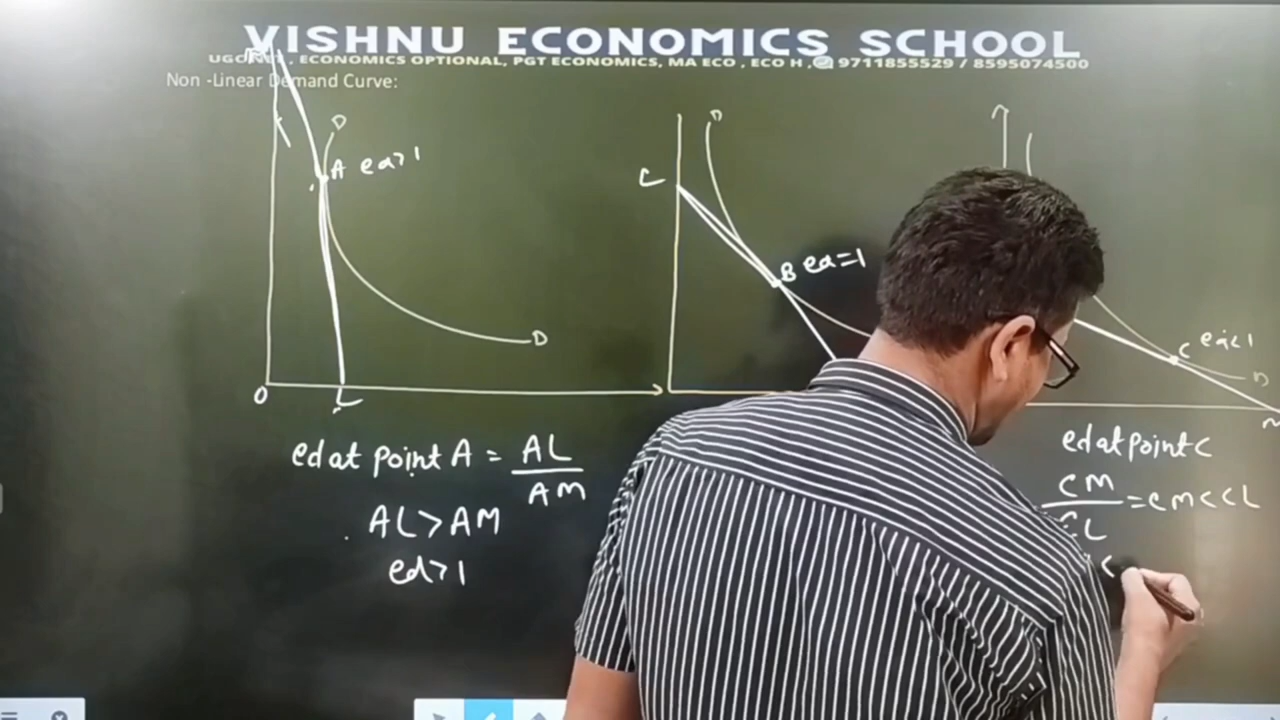 VISHNU ECONOMICS SCHOOL
ECONOMICS OPTIONAL, PGT ECONOMICS, MA ECO , ECO H , 9711855529 / 8595074500
Non -Linear Demand Curve:
D
A ed>1
D
O
L
ed at point A = AL
AM
AL > AM
ed>1
D
C
B ed=1
C ed<1
D
M
ed at point C
CM
CL
= CM < CL
<